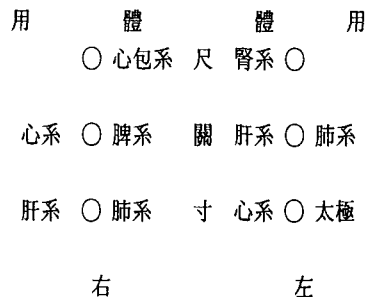 用 體 體 用
○ 心包系 尺 腎系 ○
心系 ○ 脾系 關 肝系 ○ 肺系
肝系 ○ 肺系 寸 心系 ○ 太極
右 左